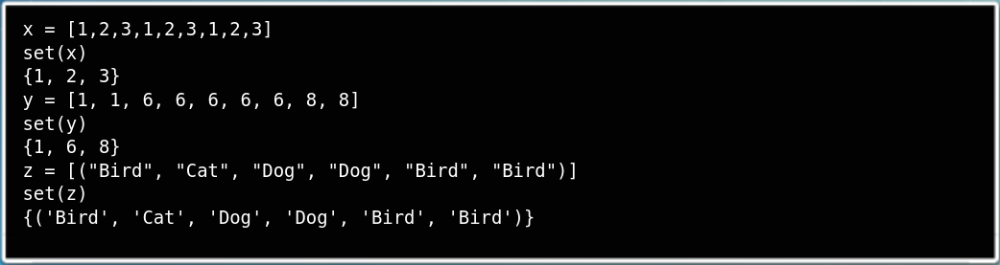 x = [1,2,3,1,2,3,1,2,3]
set(x)
{1, 2, 3}
y = [1, 1, 6, 6, 6, 6, 6, 8, 8]
set(y)
{1, 6, 8}
z = [("Bird", "Cat", "Dog", "Dog", "Bird", "Bird")]
set(z)
{('Bird', 'Cat', 'Dog', 'Dog', 'Bird', 'Bird')}